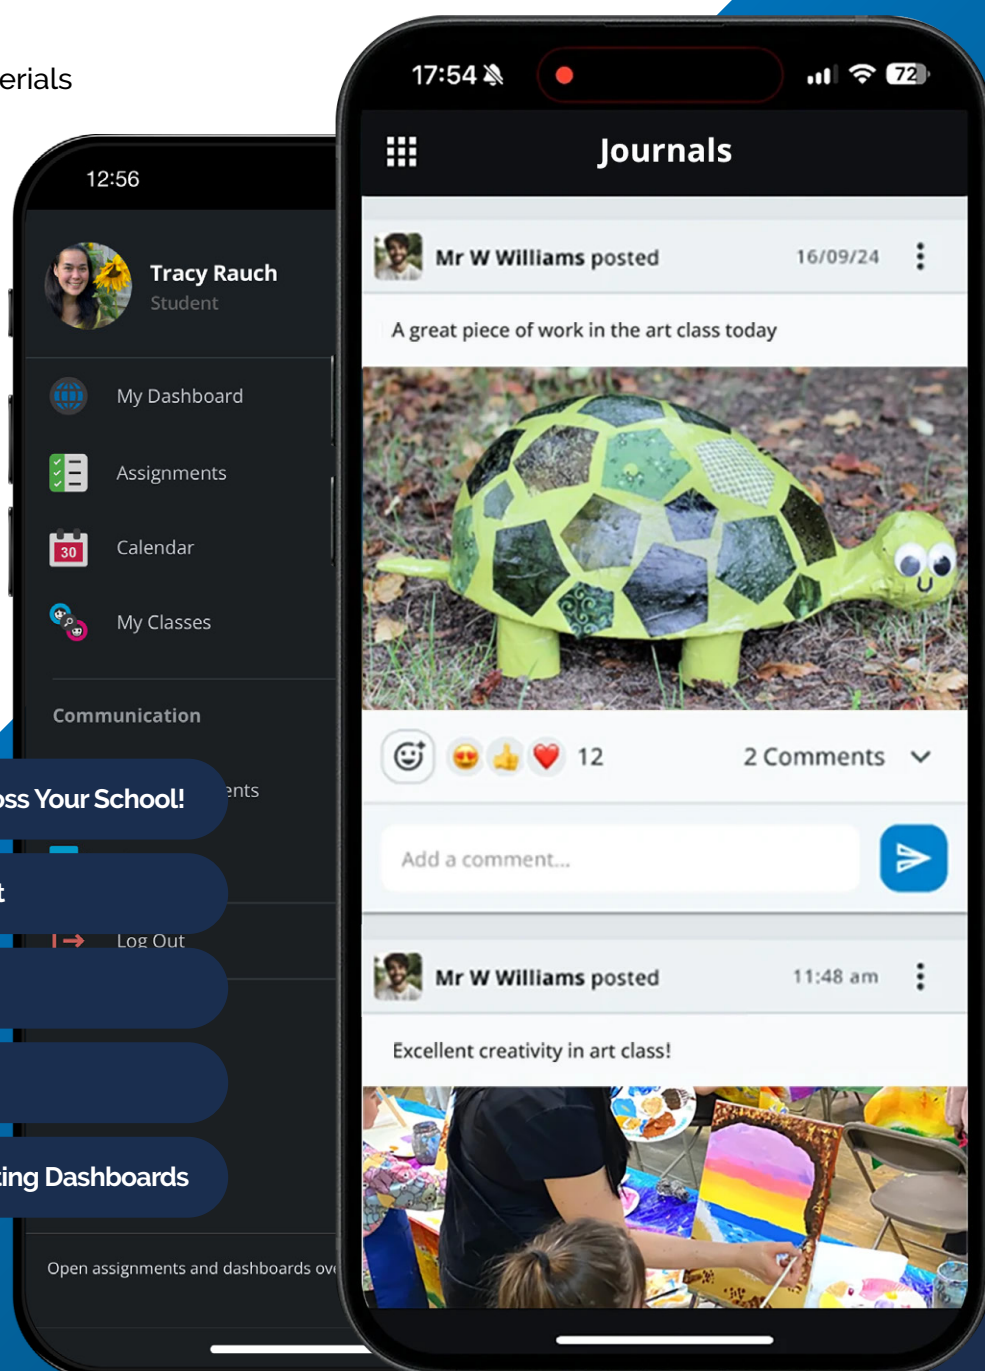 erials
12:56
Tracy Rauch
Student
My Dashboard
Assignments
30
Calendar
My Classes
Communication
ents
oss Your School!
t
Log Out
ting Dashboards
Open assignments and dashboards ov
17:54
72
Journals
Mr W Williams posted
16/09/24
A great piece of work in the art class today
12
2 Comments
Add a comment...
Mr W Williams posted
11:48 am
Excellent creativity in art class!